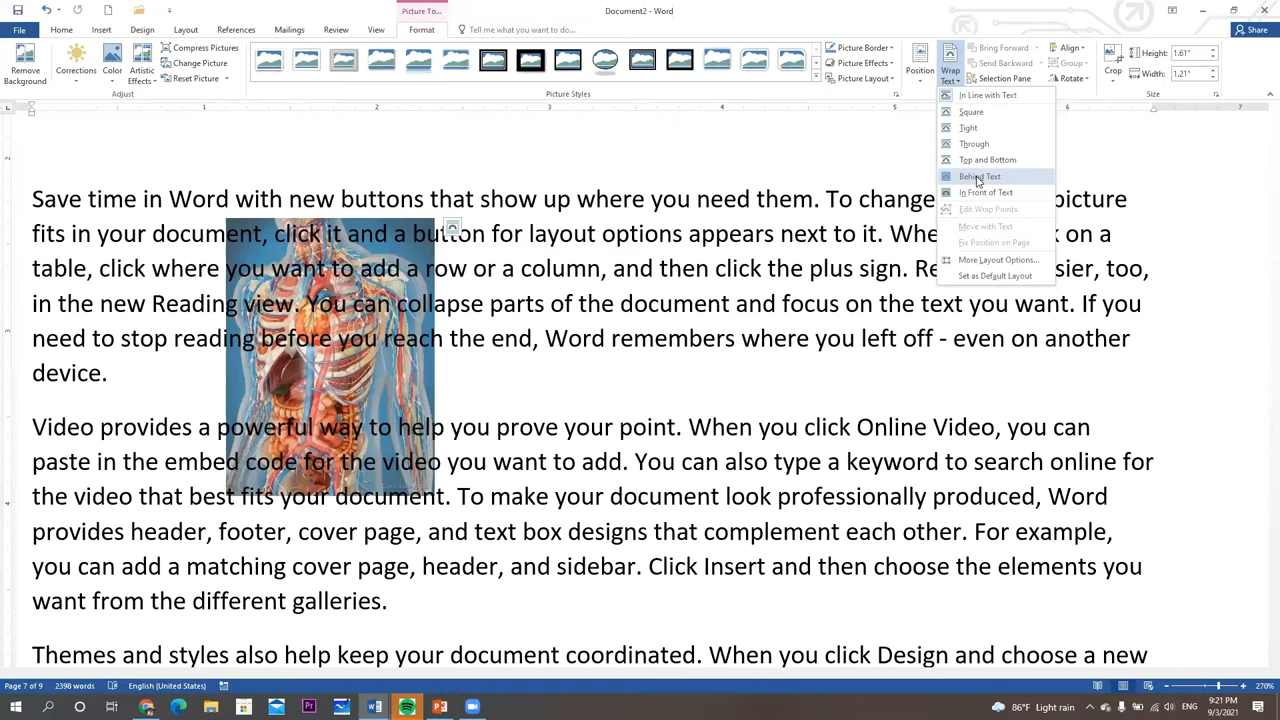 Picture To...
Document2 - Word
File
Home
Insert
Design
Layout
References
Mailings
Review
View
Format
Tell me what you want to do...
Share
Remove Background
Corrections
Color
Artistic Effects
Compress Pictures
Change Picture
Reset Picture
Adjust
Picture Styles
Picture Border
Picture Effects
Picture Layout
Position
Wrap Text
Bring Forward
Send Backward
Selection Pane
Align
Group
Rotate
Crop
Height: 1.61"
Width: 1.21"
Size
In Line with Text
Square
Tight
Through
Top and Bottom
Behind Text
In Front of Text
Edit Wrap Points
Move with Text
Fix Position on Page
More Layout Options...
Set as Default Layout
1 2 3 4 5 7
2
3
4
Save time in Word with new buttons that show up where you need them. To change picture
fits in your document, click it and a button for layout options appears next to it. Whe k on a
table, click where you want to add a row or a column, and then click the plus sign. Re sier, too,
in the new Reading view. You can collapse parts of the document and focus on the text you want. If you
need to stop reading before you reach the end, Word remembers where you left off - even on another
device.
Video provides a powerful way to help you prove your point. When you click Online Video, you can
paste in the embed code for the video you want to add. You can also type a keyword to search online for
the video that best fits your document. To make your document look professionally produced, Word
provides header, footer, cover page, and text box designs that complement each other. For example,
you can add a matching cover page, header, and sidebar. Click Insert and then choose the elements you
want from the different galleries.
Themes and styles also help keep your document coordinated. When you click Design and choose a new
Page 7 of 9
2398 words
English (United States)
270%
86°F Light rain
ENG
9:21 PM
9/3/2021